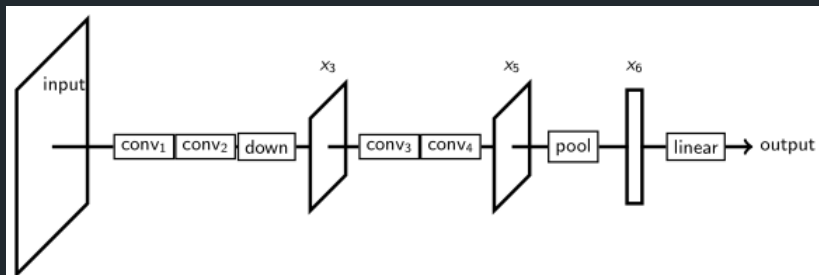 x₃ x₅ x₆
input
conv₁ conv₂ down conv₃ conv₄ pool linear output